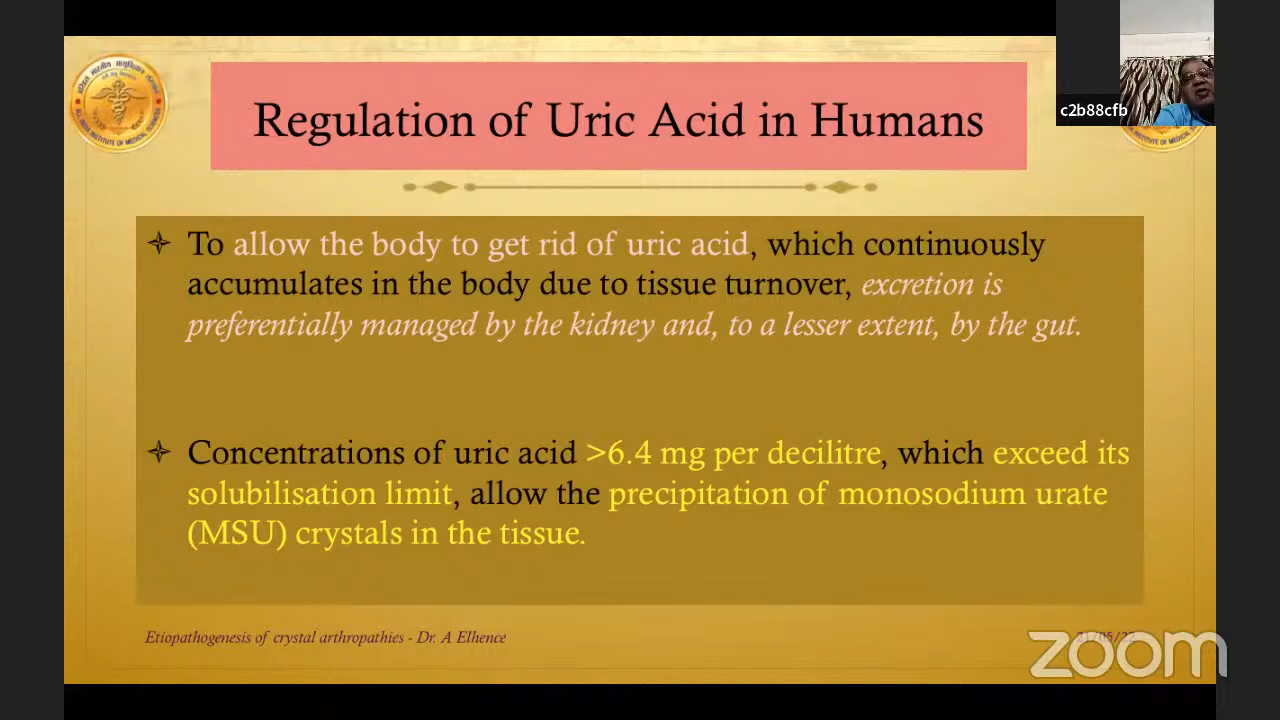 c2b88cfb
Regulation of Uric Acid in Humans
To allow the body to get rid of uric acid, which continuously
accumulates in the body due to tissue turnover, excretion is
preferentially managed by the kidney and, to a lesser extent, by the gut.
Concentrations of uric acid >6.4 mg per decilitre, which exceed its
solubilisation limit, allow the precipitation of monosodium urate
(MSU) crystals in the tissue.
Etiopathogenesis of crystal arthropathies - Dr. A Elhence
zoom